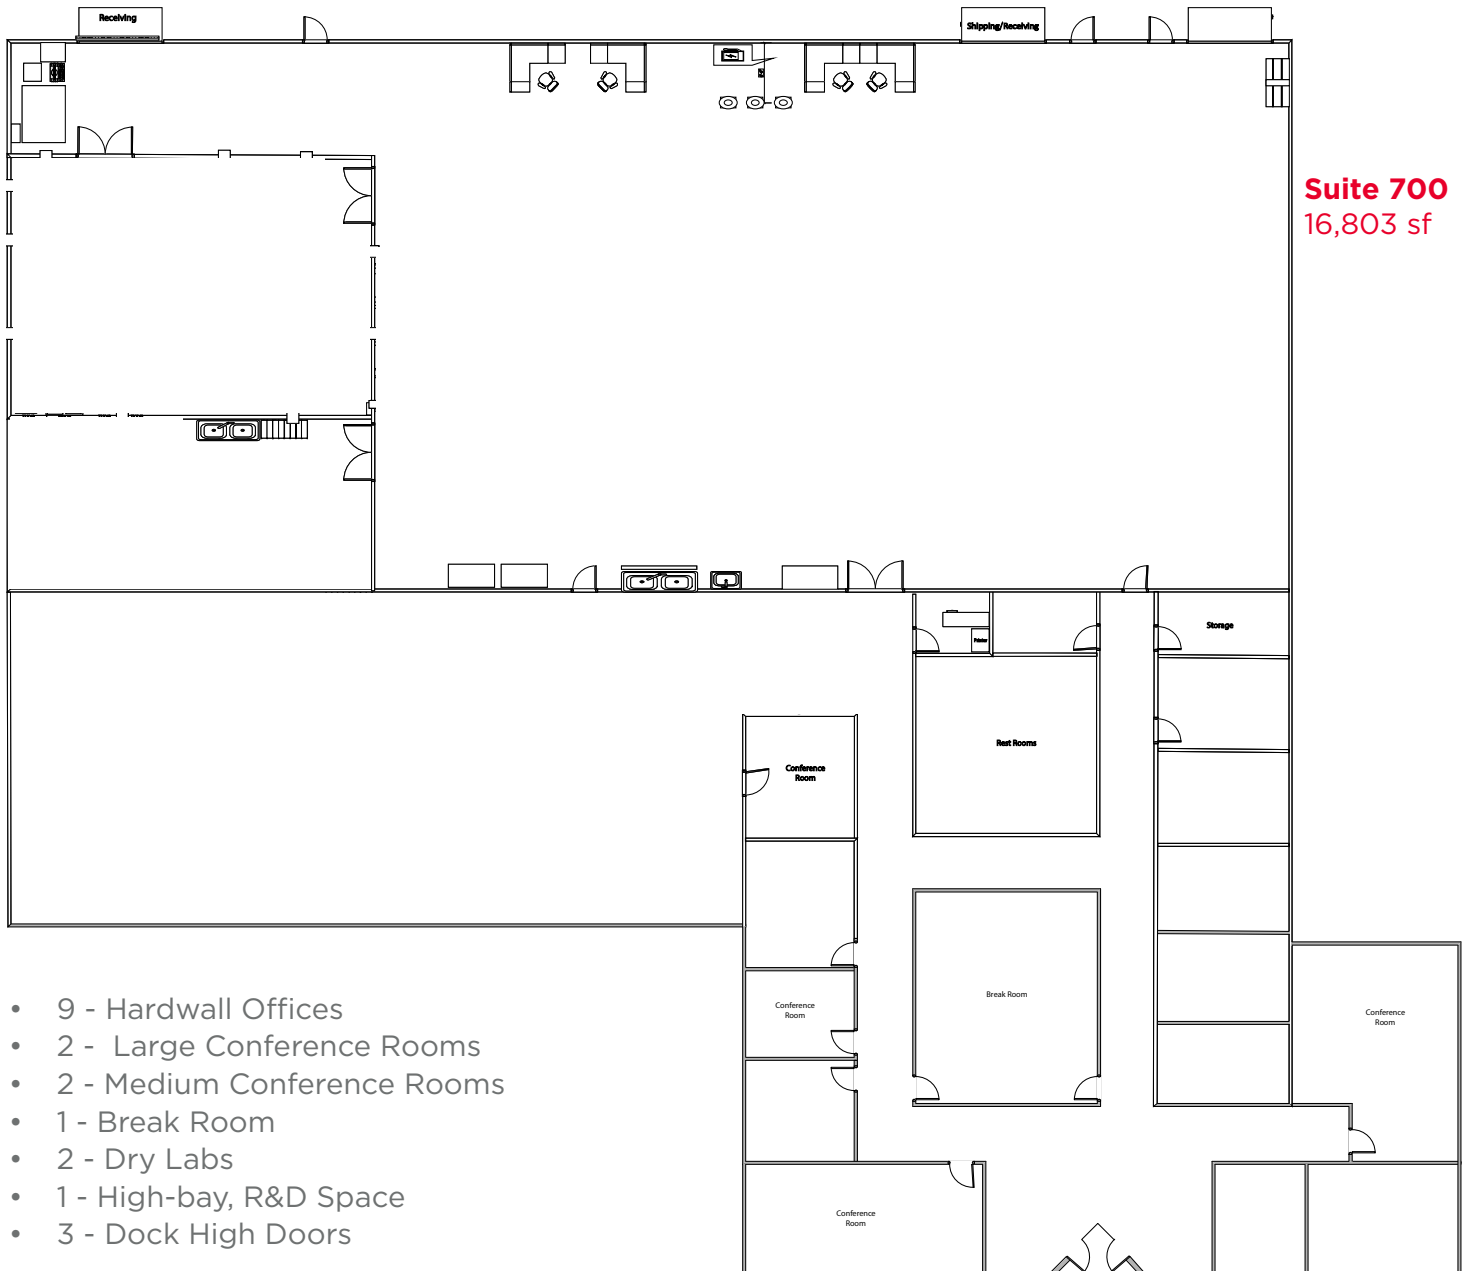 Receiving
Shipping/Receiving
Suite 700
16,803 sf
Storage
Printer
Rest Rooms
Conference
Room
Break Room
Conference
Room
Conference
Room
• 9 - Hardwall Offices
• 2 - Large Conference Rooms
• 2 - Medium Conference Rooms
• 1 - Break Room
• 2 - Dry Labs
• 1 - High-bay, R&D Space
• 3 - Dock High Doors
Conference
Room